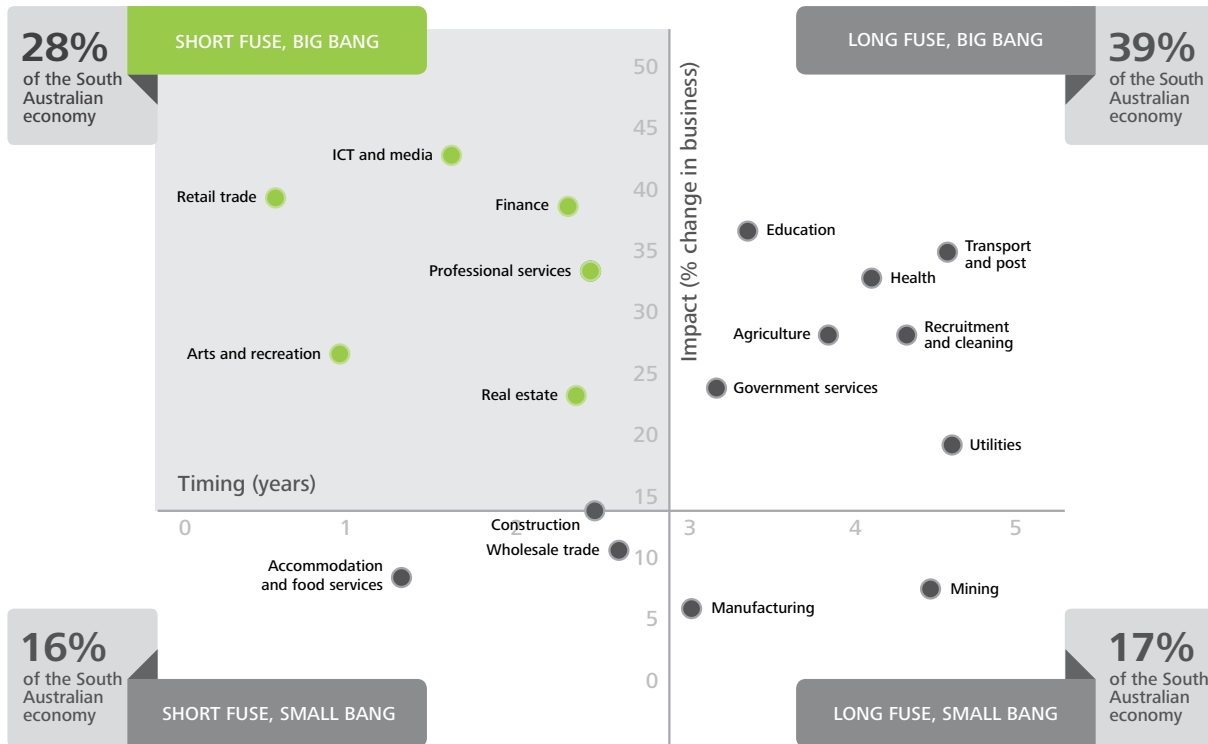 28%
of the South
Australian
economy
SHORT FUSE, BIG BANG
LONG FUSE, BIG BANG
39%
of the South
Australian
economy
50
45
40
35
30
25
20
15
10
5
0
Impact (% change in business)
ICT and media
Retail trade
Finance
Professional services
Arts and recreation
Real estate
Education
Transport
and post
Health
Agriculture
Recruitment
and cleaning
Government services
Utilities
Timing (years)
0
1
2
3
4
5
Construction
Wholesale trade
Accommodation
and food services
Manufacturing
Mining
16%
of the South
Australian
economy
SHORT FUSE, SMALL BANG
LONG FUSE, SMALL BANG
17%
of the South
Australian
economy